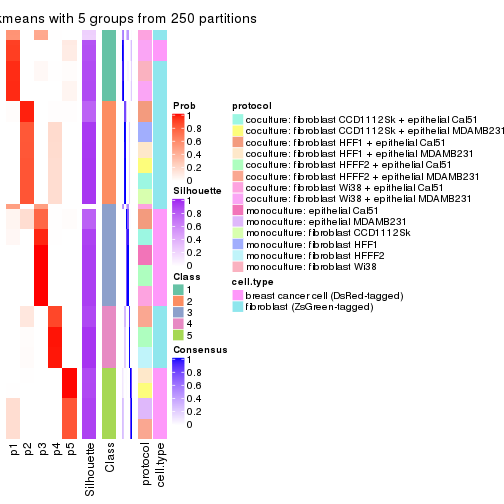 kmeans with 5 groups from 250 partitions
Prob
1
0.8
0.6
0.4
0.2
0
Silhouette
1
0.8
0.6
0.4
0.2
0
Class
1
2
3
4
5
Consensus
1
0.8
0.6
0.4
0.2
0
protocol
coculture: fibroblast CCD1112Sk + epithelial Cal51
coculture: fibroblast CCD1112Sk + epithelial MDAMB231
coculture: fibroblast HFF1 + epithelial Cal51
coculture: fibroblast HFF1 + epithelial MDAMB231
coculture: fibroblast HFFF2 + epithelial Cal51
coculture: fibroblast HFFF2 + epithelial MDAMB231
coculture: fibroblast Wi38 + epithelial Cal51
coculture: fibroblast Wi38 + epithelial MDAMB231
monoculture: epithelial Cal51
monoculture: epithelial MDAMB231
monoculture: fibroblast CCD1112Sk
monoculture: fibroblast HFF1
monoculture: fibroblast HFFF2
monoculture: fibroblast Wi38
cell.type
breast cancer cell (DsRed-tagged)
fibroblast (ZsGreen-tagged)
p1
p2
p3
p4
p5
Silhouette
Class
protocol
cell.type